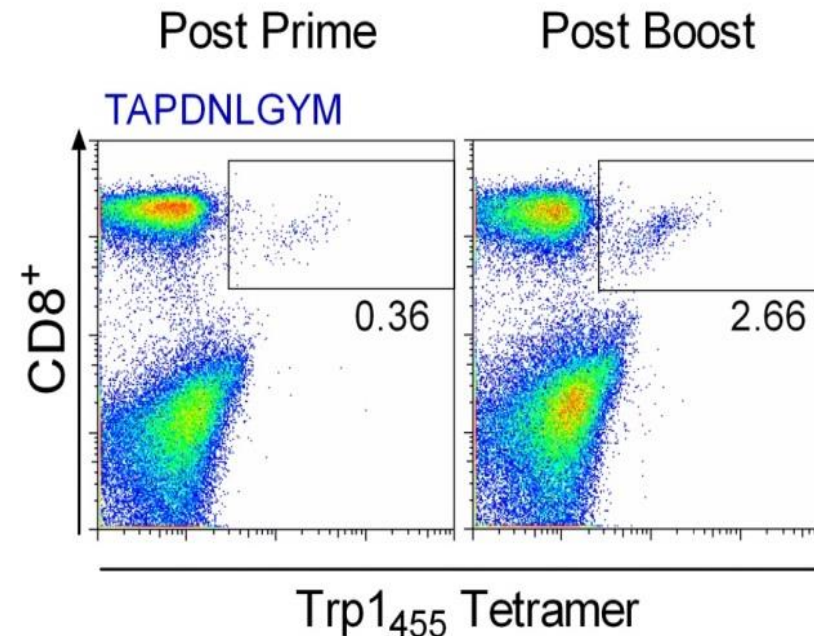 Post Prime
Post Boost
TAPDNLGYM
CD8⁺
0.36
2.66
Trp1₄₅₅ Tetramer